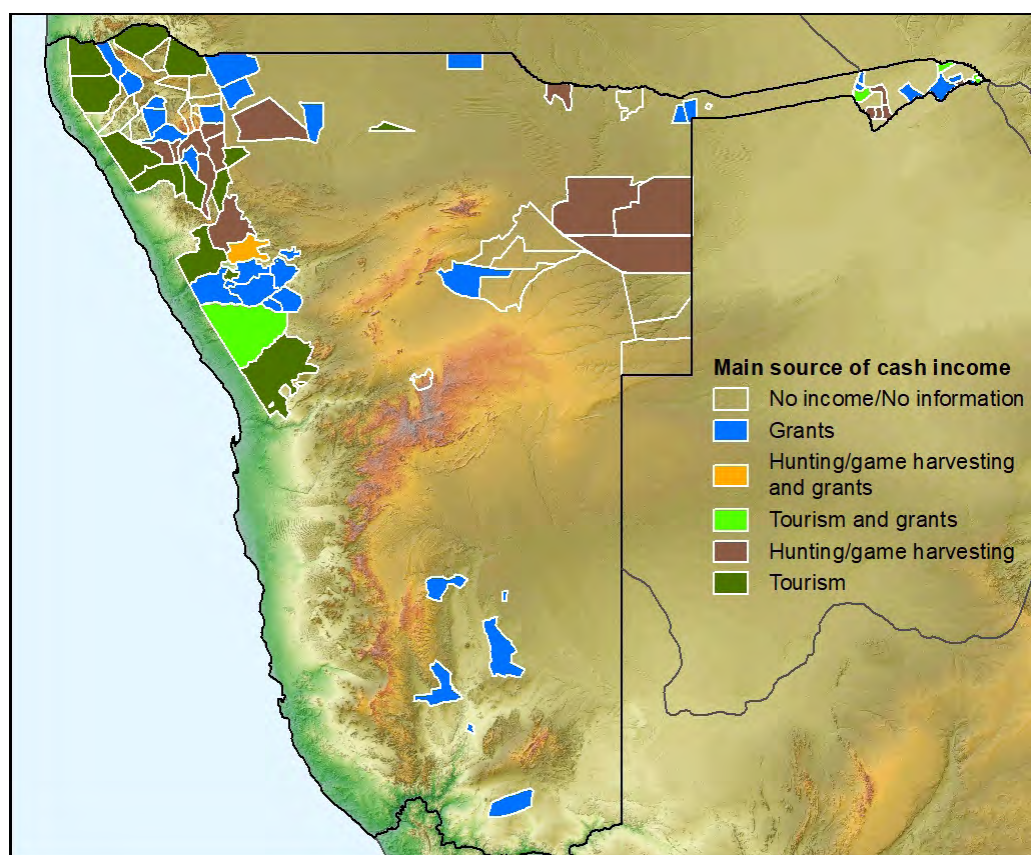 Main source of cash income
No income/No information
Grants
Hunting/game harvesting
and grants
Tourism and grants
Hunting/game harvesting
Tourism